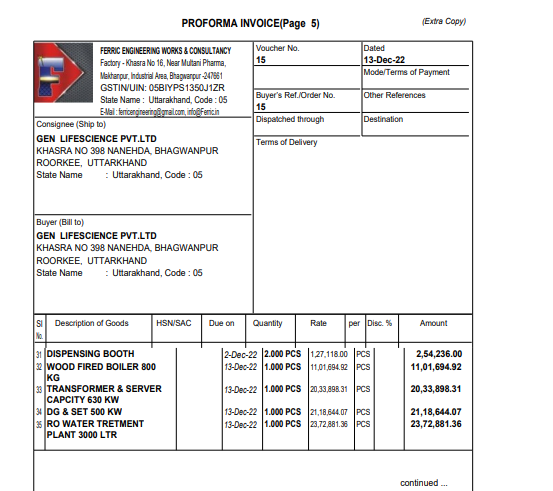 PROFORMA INVOICE(Page 5)
(Extra Copy)
FERRIC ENGINEERING WORKS & CONSULTANCY
Factory - Khasra No 16, Near Multani Pharma,
Makhanpur, Industrial Area, Bhagwanpur -247661
GSTIN/UIN: 05BIYPS1350J1ZR
State Name : Uttarakhand, Code : 05
E-Mail : ferricengineering@gmail.com, info@Ferric.in
Voucher No.
15
Dated
13-Dec-22
Mode/Terms of Payment
Buyer's Ref./Order No.
15
Other References
Dispatched through
Destination
Terms of Delivery
Consignee (Ship to)
GEN LIFESCIENCE PVT.LTD
KHASRA NO 398 NANEHDA, BHAGWANPUR
ROORKEE, UTTARKHAND
State Name : Uttarakhand, Code : 05
Buyer (Bill to)
GEN LIFESCIENCE PVT.LTD
KHASRA NO 398 NANEHDA, BHAGWANPUR
ROORKEE, UTTARKHAND
State Name : Uttarakhand, Code : 05
Sl No. Description of Goods HSN/SAC Due on Quantity Rate per Disc. % Amount
31 DISPENSING BOOTH 2-Dec-22 2.000 PCS 1,27,118.00 PCS 2,54,236.00
32 WOOD FIRED BOILER 800 13-Dec-22 1.000 PCS 11,01,694.92 PCS 11,01,694.92
KG
33 TRANSFORMER & SERVER 13-Dec-22 1.000 PCS 20,33,898.31 PCS 20,33,898.31
CAPCITY 630 KW
34 DG & SET 500 KW 13-Dec-22 1.000 PCS 21,18,644.07 PCS 21,18,644.07
35 RO WATER TRETMENT 13-Dec-22 1.000 PCS 23,72,881.36 PCS 23,72,881.36
PLANT 3000 LTR
continued ...